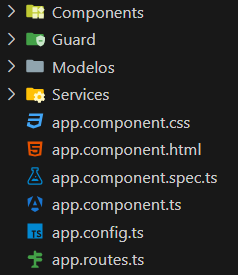 Components
Guard
Modelos
Services
app.component.css
app.component.html
app.component.spec.ts
app.component.ts
TS app.config.ts
app.routes.ts